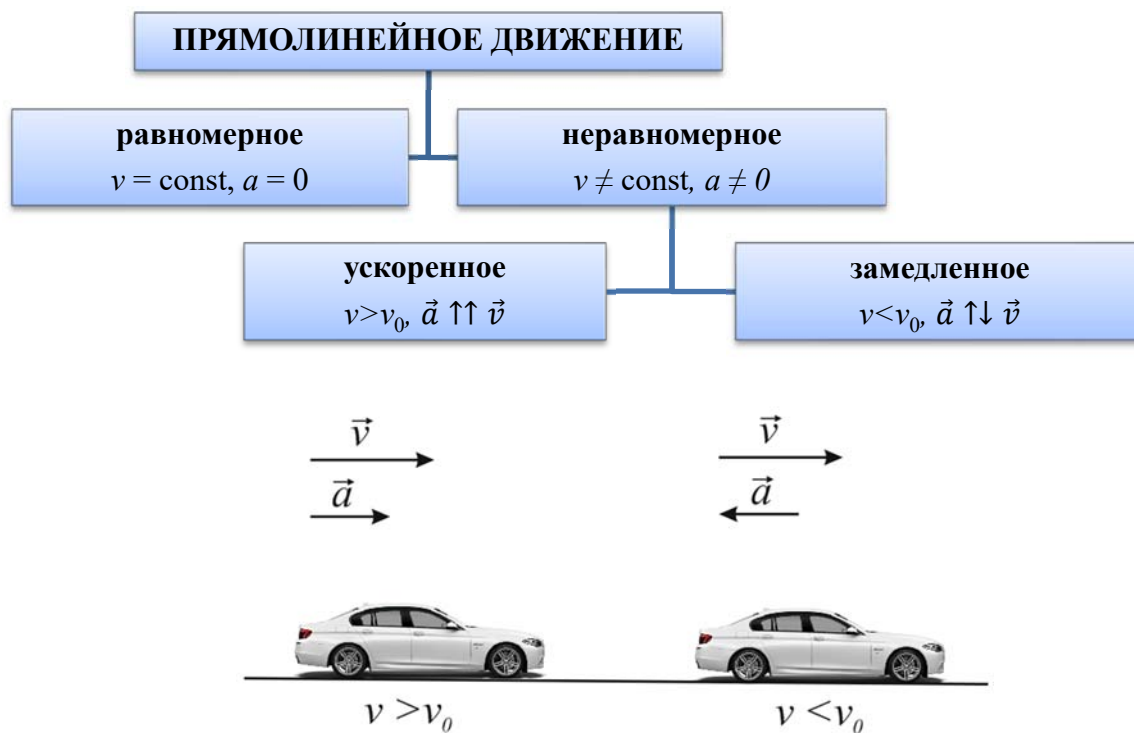 ПРЯМОЛИНЕЙНОЕ ДВИЖЕНИЕ
равномерное
v = const, a = 0
неравномерное
v ≠ const, a ≠ 0
ускоренное
v>v₀, a⃗ ↑↑ v⃗
замедленное
v<v₀, a⃗ ↑↓ v⃗
v⃗
a⃗
v⃗
a⃗
v >v₀
v <v₀